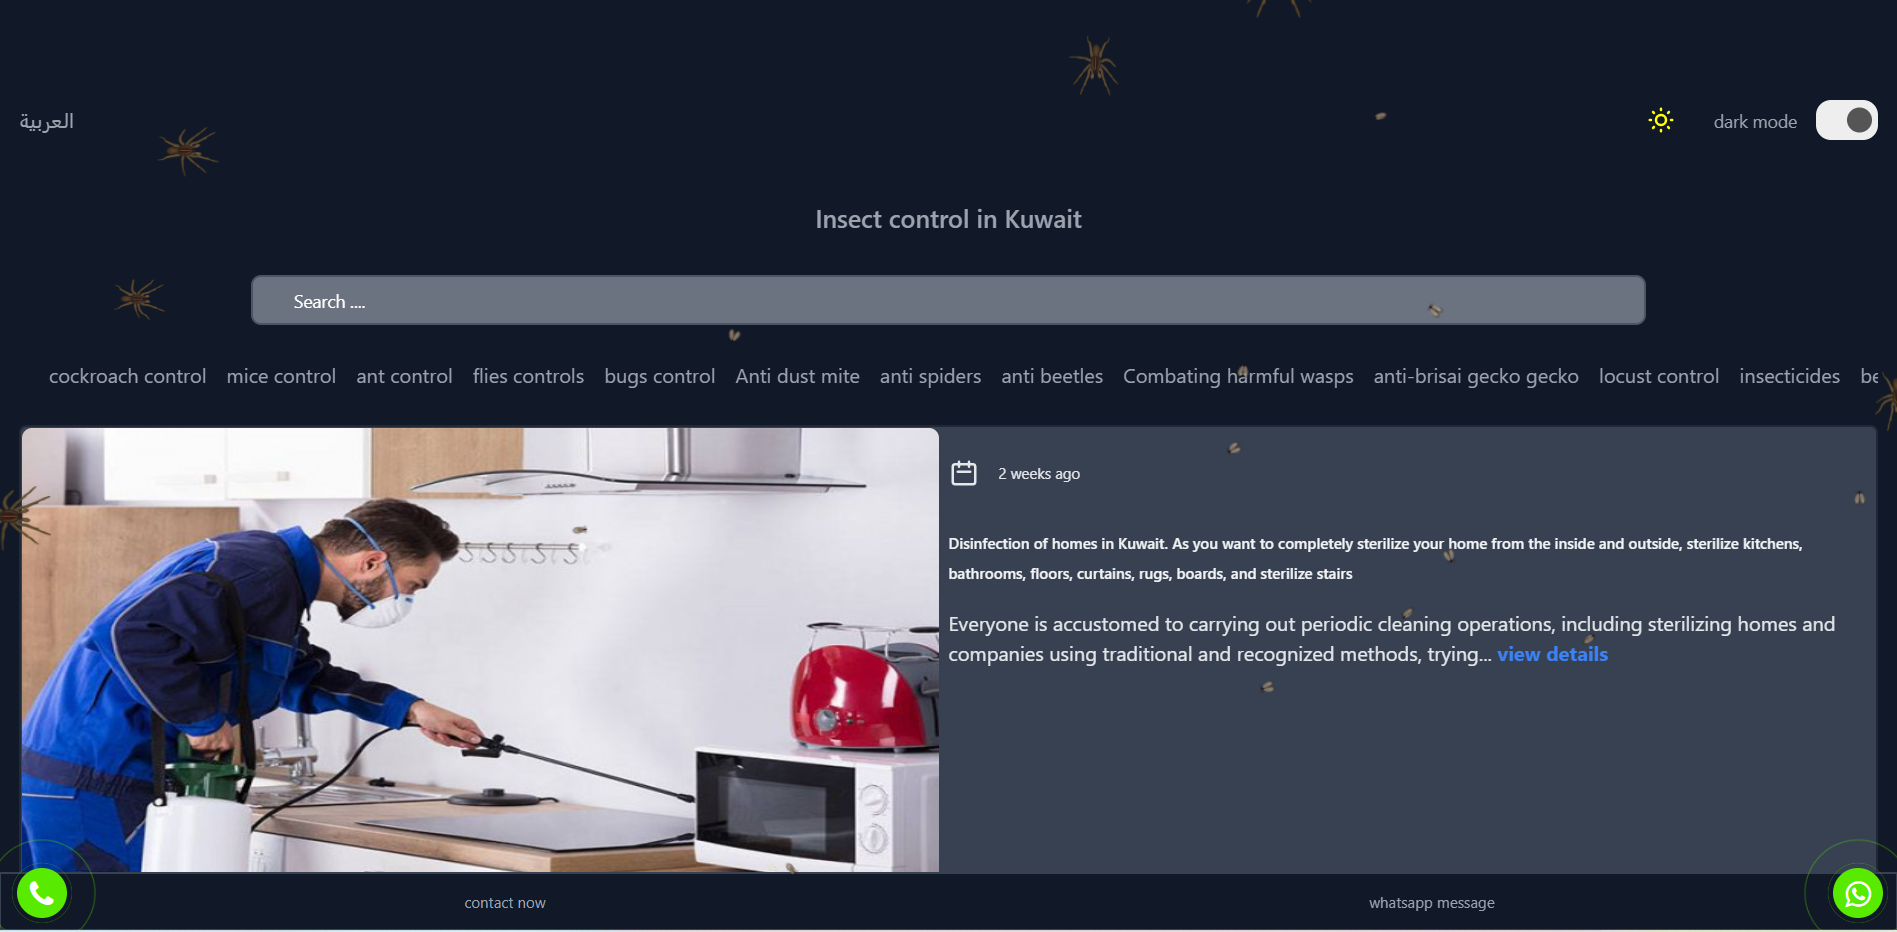 العربية
dark mode
Insect control in Kuwait
Search ....
cockroach control mice control ant control flies controls bugs control Anti dust mite anti spiders anti beetles Combating harmful wasps anti-brisai gecko gecko locust control insecticides
2 weeks ago
Disinfection of homes in Kuwait. As you want to completely sterilize your home from the inside and outside, sterilize kitchens,
bathrooms, floors, curtains, rugs, boards, and sterilize stairs
Everyone is accustomed to carrying out periodic cleaning operations, including sterilizing homes and
companies using traditional and recognized methods, trying... view details
contact now
whatsapp message